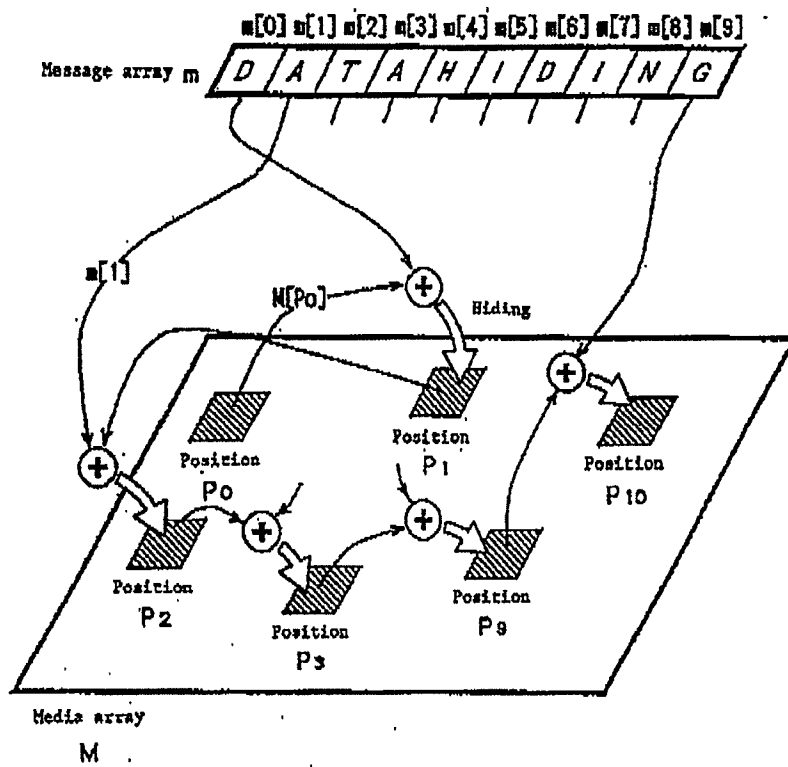 m[0] m[1] m[2] m[3] m[4] m[5] m[6] m[7] m[8] m[9]
Message array m D A T A H I D I N G
m[1]
M[P0]
Hiding
Position
P0
Position
P1
Position
P10
Position
P2
Position
P3
Position
P9
Media array
M